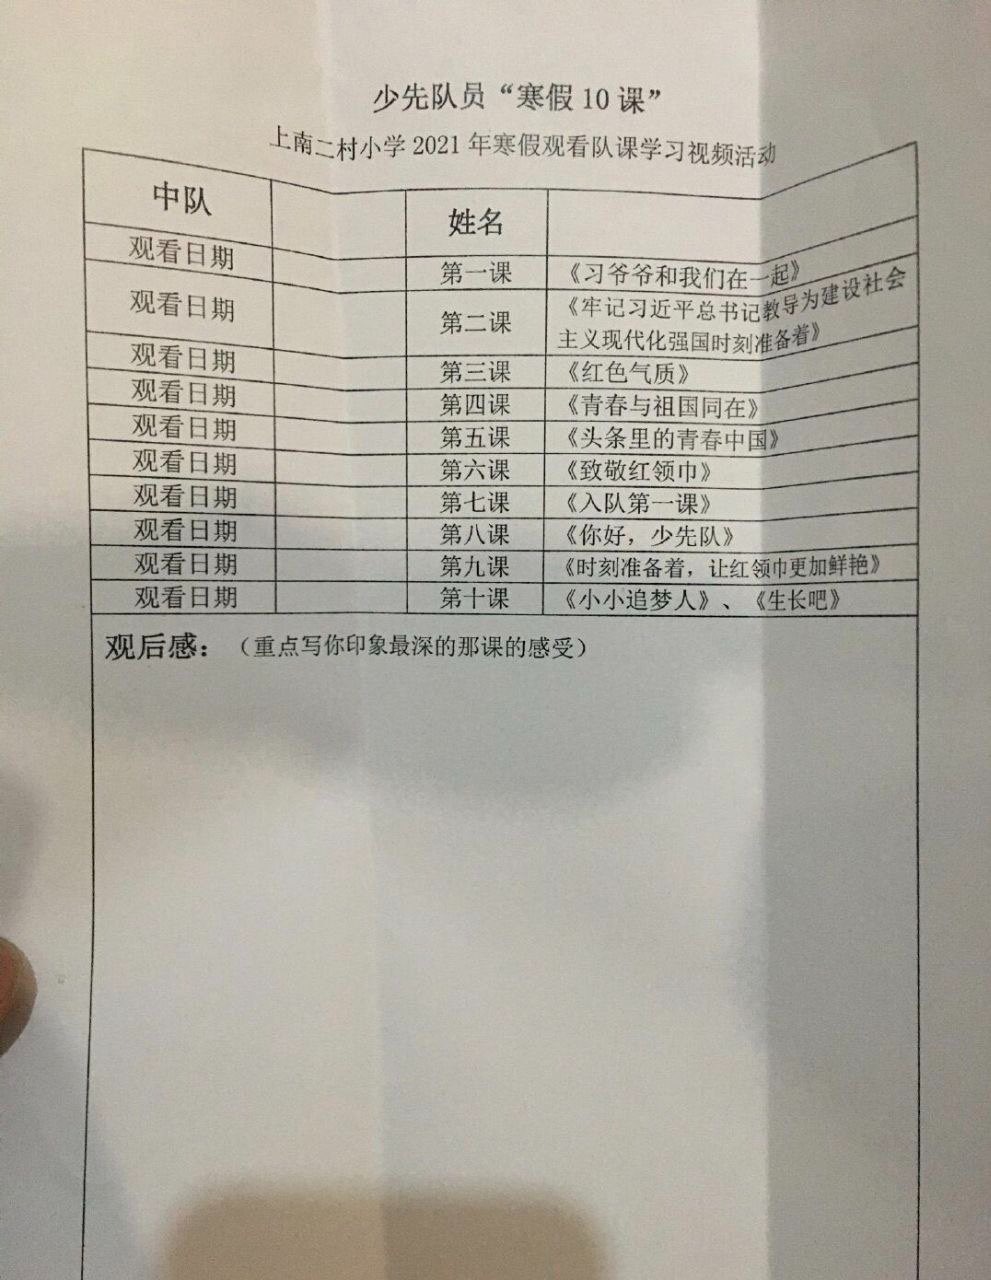 少先队员“寒假10课”
上南二村小学2021年寒假观看队课学习视频活动
中队 姓名
观看日期 第一课 《习爷爷和我们在一起》
观看日期 第二课 《牢记习近平总书记教导为建设社会
主义现代化强国时刻准备着》
观看日期 第三课 《红色气质》
观看日期 第四课 《青春与祖国同在》
观看日期 第五课 《头条里的青春中国》
观看日期 第六课 《致敬红领巾》
观看日期 第七课 《入队第一课》
观看日期 第八课 《你好，少先队》
观看日期 第九课 《时刻准备着，让红领巾更加鲜艳》
观看日期 第十课 《小小追梦人》、《生长吧》
观后感：（重点写你印象最深的那课的感受）